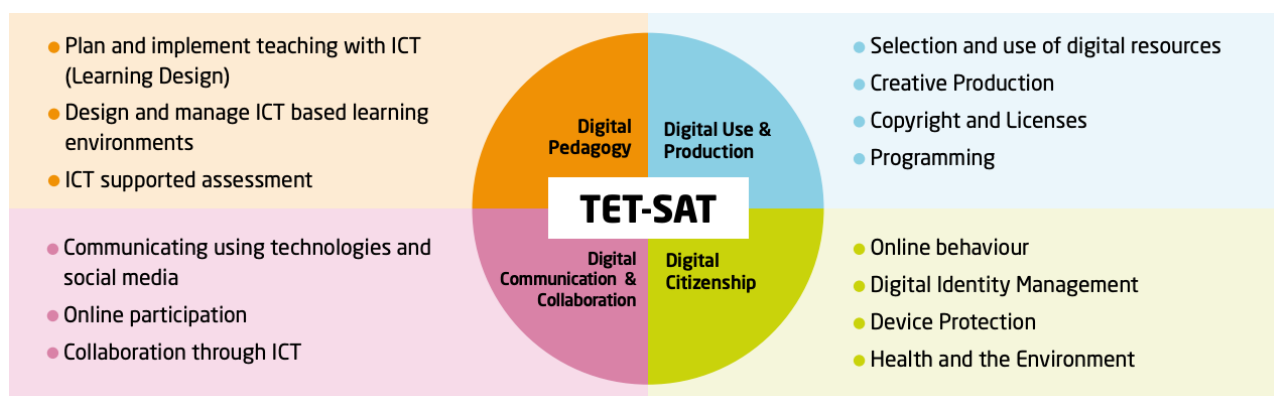 Plan and implement teaching with ICT
(Learning Design)
Design and manage ICT based learning
environments
ICT supported assessment
Digital
Pedagogy
Digital Use &
Production
Selection and use of digital resources
Creative Production
Copyright and Licenses
Programming
TET-SAT
Communicating using technologies and
social media
Online participation
Collaboration through ICT
Digital
Communication &
Collaboration
Digital
Citizenship
Online behaviour
Digital Identity Management
Device Protection
Health and the Environment